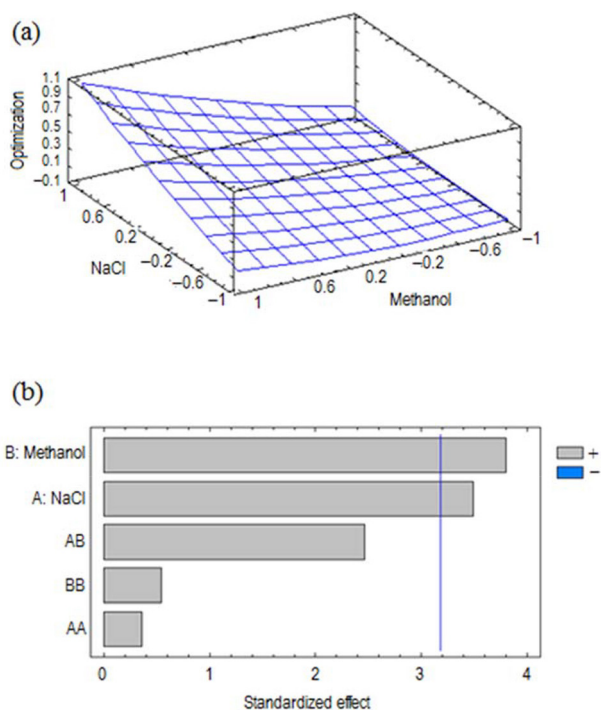 (a)
1.1
0.9
0.7
0.5
0.3
0.1
–0.1
Optimization
1
0.6
0.2
–0.2
–0.6
–1
NaCl
1
0.6
0.2
–0.2
–0.6
–1
Methanol
(b)
B: Methanol
A: NaCl
AB
BB
AA
+
–
0 1 2 3 4
Standardized effect